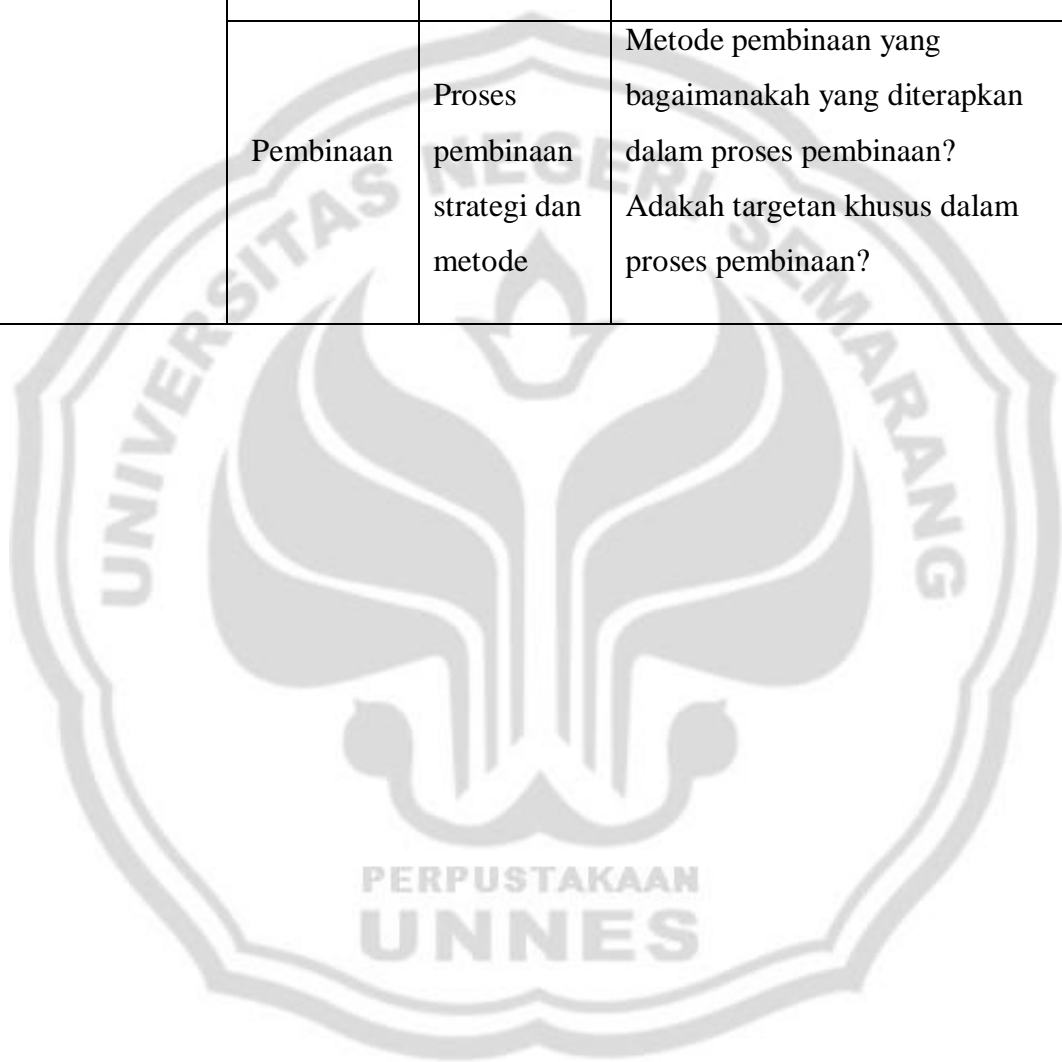 Pembinaan
Proses
pembinaan
strategi dan
metode
Metode pembinaan yang
bagaimanakah yang diterapkan
dalam proses pembinaan?
Adakah targetan khusus dalam
proses pembinaan?
UNIVERSITAS NEGERI SEMARANG
PERPUSTAKAAN
UNNES